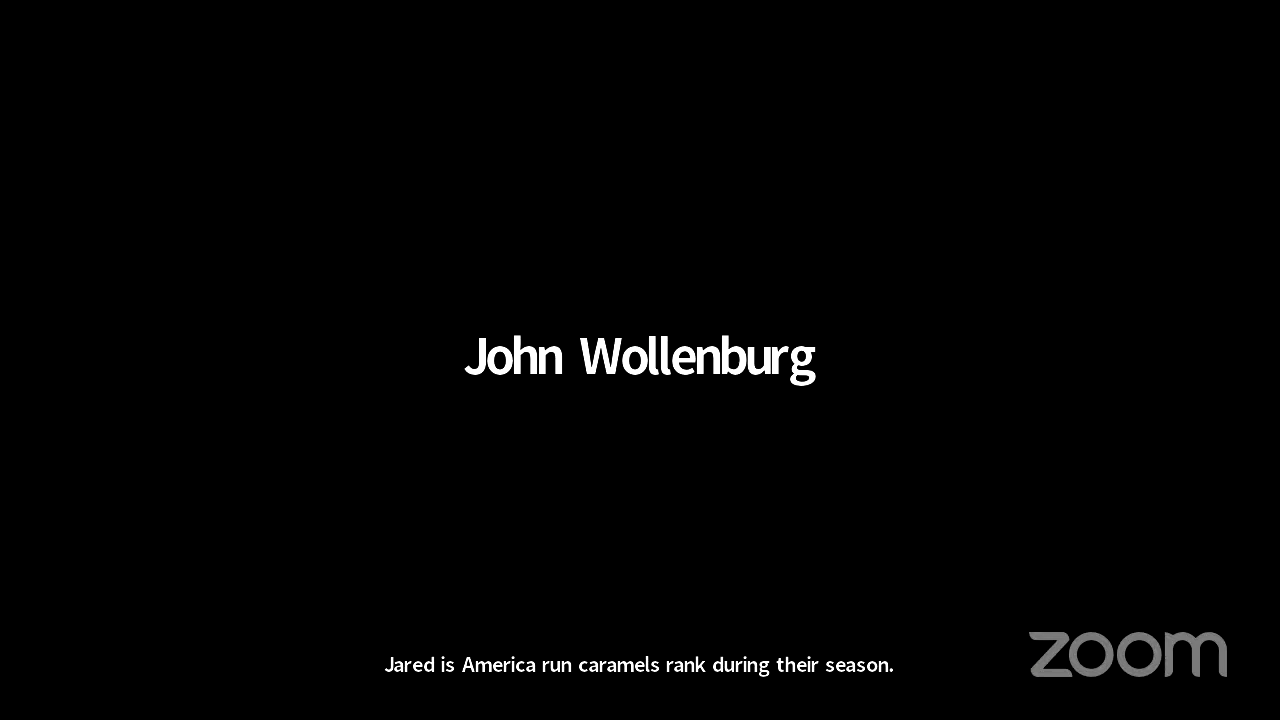 John Wollenburg
Jared is America run caramels rank during their season.
zoom